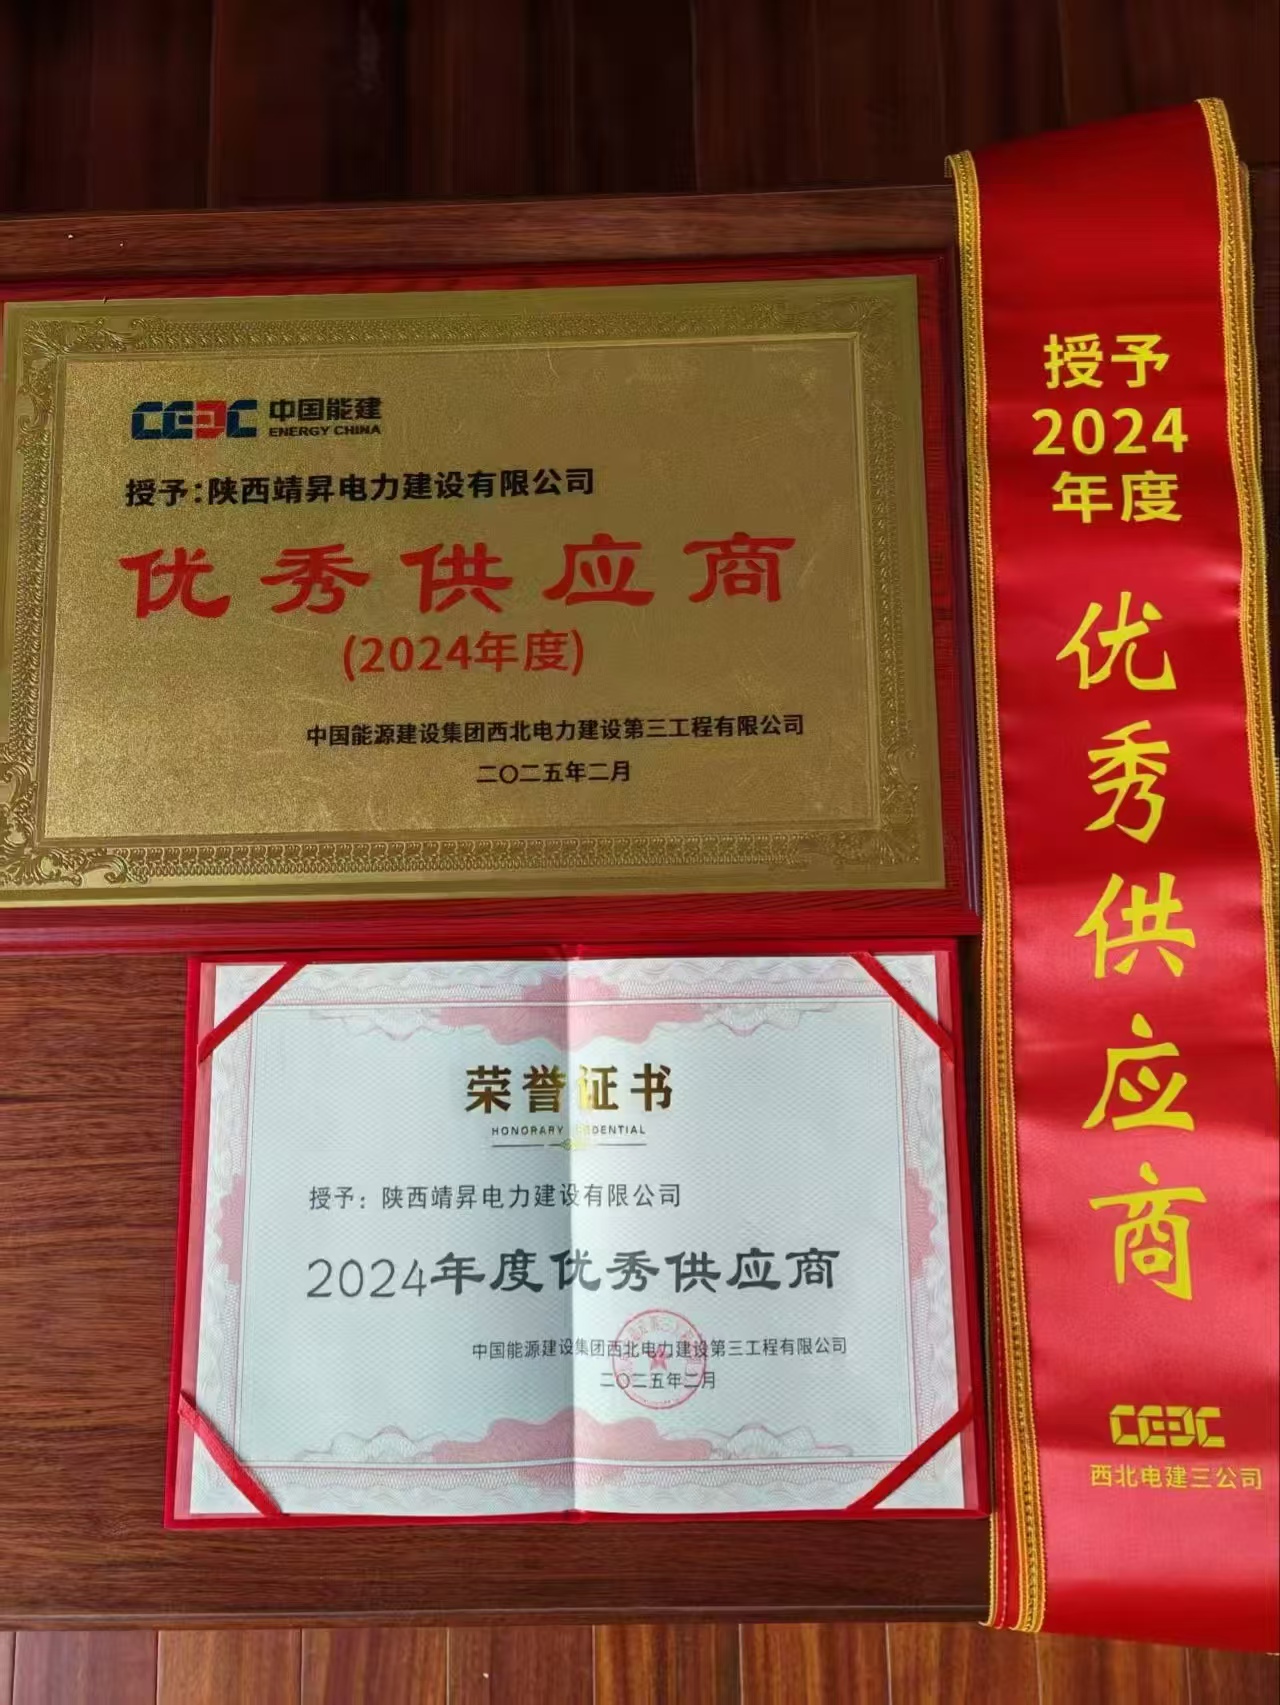 CEEC 中国能建
ENERGY CHINA
授予:陕西靖昇电力建设有限公司
优秀供应商
(2024年度)
中国能源建设集团西北电力建设第三工程有限公司
二〇二五年二月
荣誉证书
HONORARY
授予：陕西靖昇电力建设有限公司
2024年度优秀供应商
中国能源建设集团西北电力建设第三工程有限公司
二〇二五年二月
授予
2024
年度
优
秀
供
应
商
CEEC
西北电建三公司